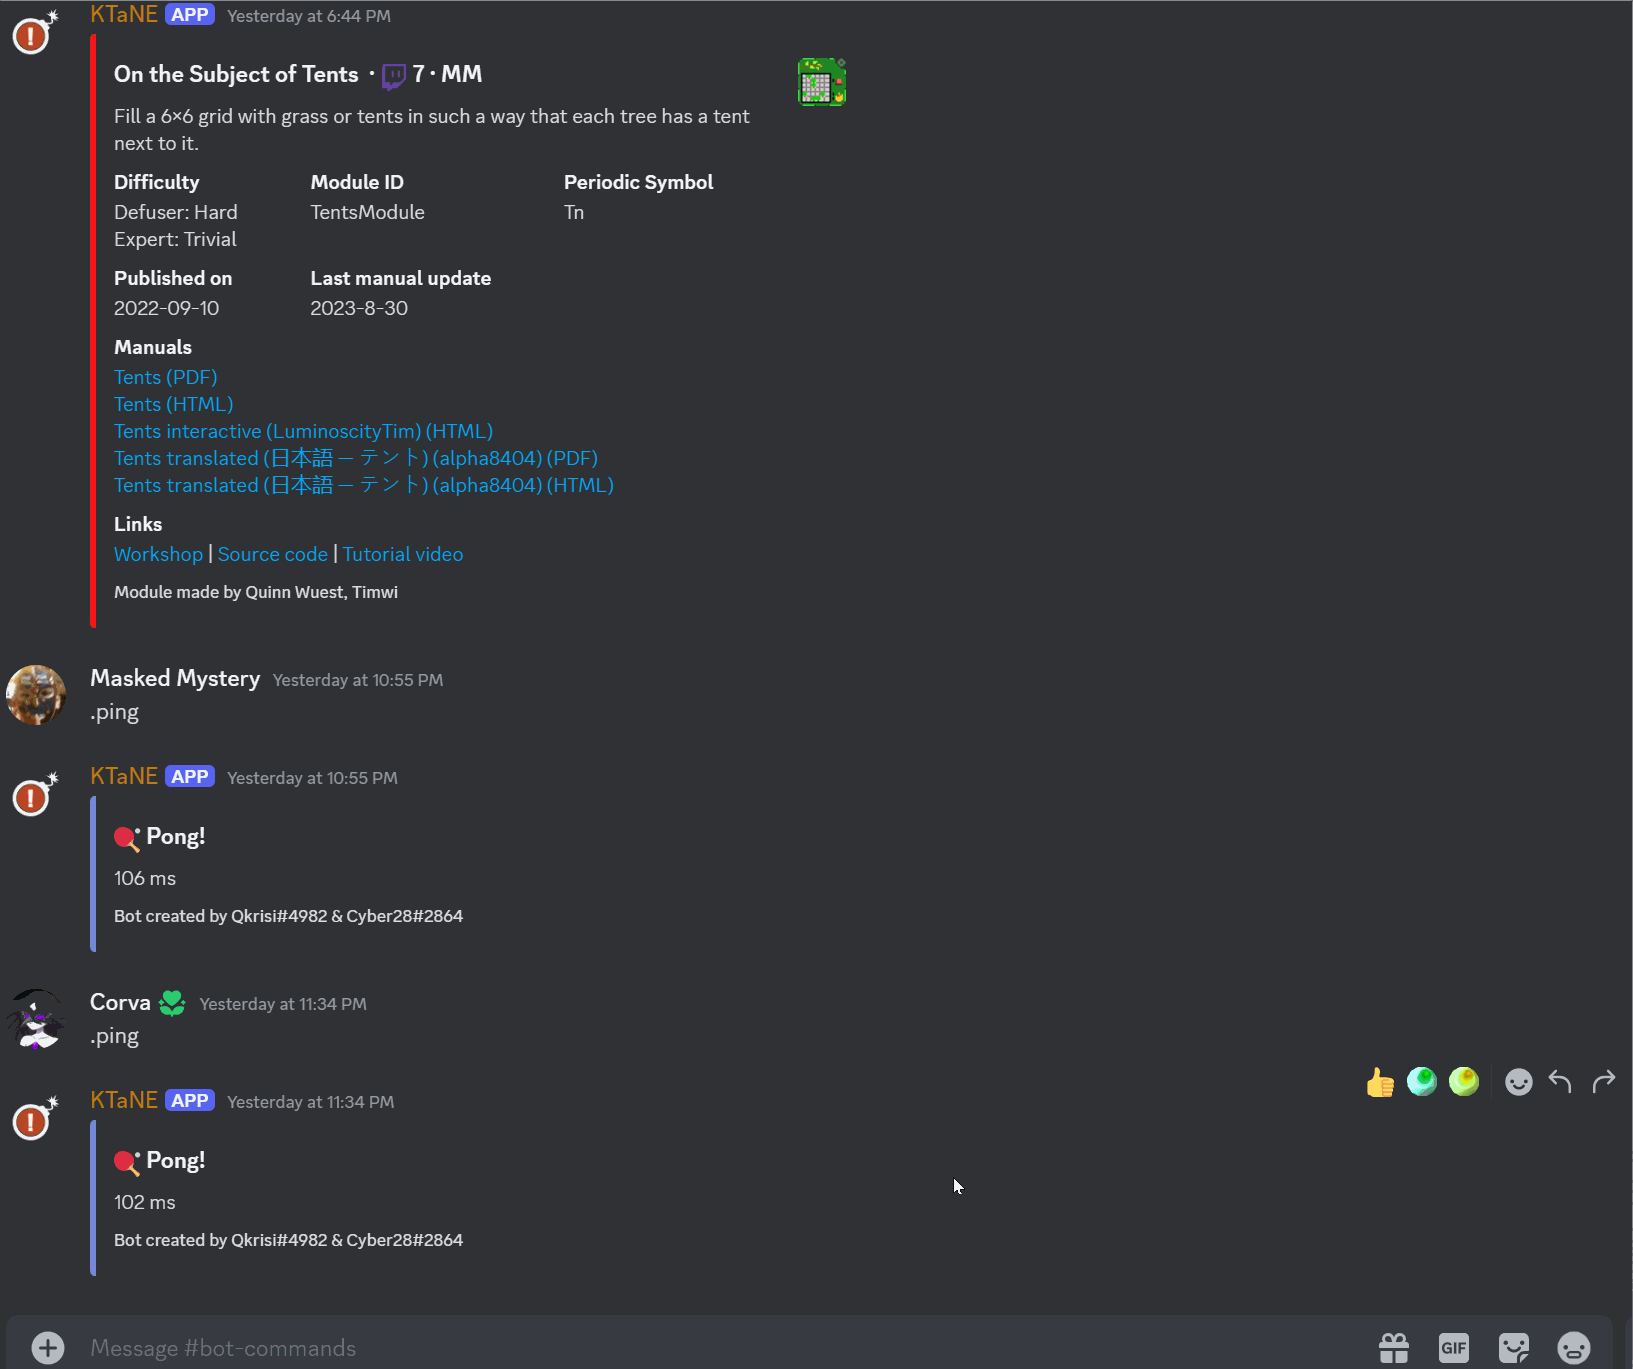 KTaNE APP Yesterday at 6:44 PM
On the Subject of Tents · 7 · MM
Fill a 6×6 grid with grass or tents in such a way that each tree has a tent
next to it.
Difficulty Module ID Periodic Symbol
Defuser: Hard TentsModule Tn
Expert: Trivial
Published on Last manual update
2022-09-10 2023-8-30
Manuals
Tents (PDF)
Tents (HTML)
Tents interactive (LuminoscityTim) (HTML)
Tents translated (日本語 — テント) (alpha8404) (PDF)
Tents translated (日本語 — テント) (alpha8404) (HTML)
Links
Workshop | Source code | Tutorial video
Module made by Quinn Wuest, Timwi
Masked Mystery Yesterday at 10:55 PM
.ping
KTaNE APP Yesterday at 10:55 PM
Pong!
106 ms
Bot created by Qkrisi#4982 & Cyber28#2864
Corva Yesterday at 11:34 PM
.ping
KTaNE APP Yesterday at 11:34 PM
Pong!
102 ms
Bot created by Qkrisi#4982 & Cyber28#2864
Message #bot-commands GIF